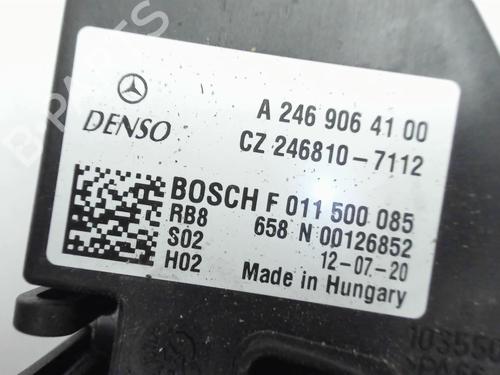 A 246 906 41 00
DENSO
CZ 246810-7112
BOSCH F 011 500 085
RB8
658 N 00126852
S02
12-07-20
H02
Made in Hungary